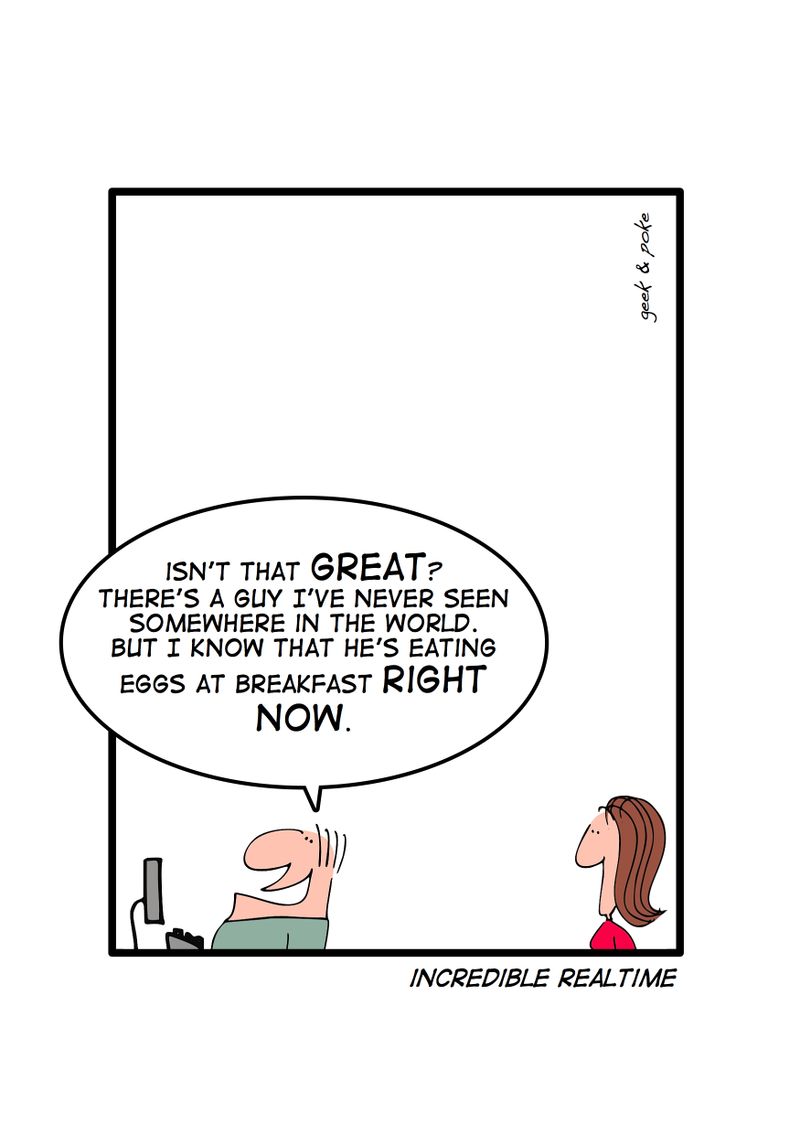 geek & poke
ISN'T THAT GREAT?
THERE'S A GUY I'VE NEVER SEEN
SOMEWHERE IN THE WORLD.
BUT I KNOW THAT HE'S EATING
EGGS AT BREAKFAST RIGHT
NOW.
INCREDIBLE REALTIME